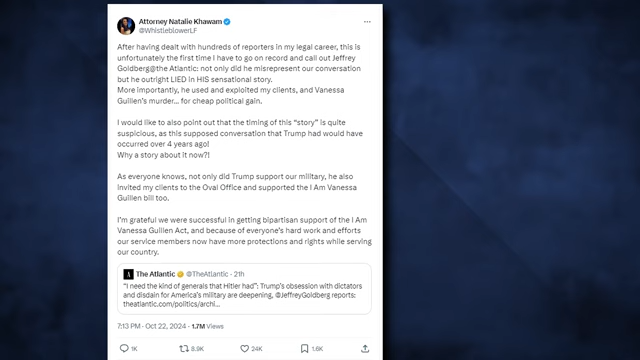 Attorney Natalie Khawam
@WhistleblowerLF
After having dealt with hundreds of reporters in my legal career, this is
unfortunately the first time I have to go on record and call out Jeffrey
Goldberg@the Atlantic: not only did he misrepresent our conversation
but he outright LIED in HIS sensational story.
More importantly, he used and exploited my clients, and Vanessa
Guillen's murder... for cheap political gain.
I would like to also point out that the timing of this "story" is quite
suspicious, as this supposed conversation that Trump had would have
occurred over 4 years ago!
Why a story about it now?!
As everyone knows, not only did Trump support our military, he also
invited my clients to the Oval Office and supported the I Am Vanessa
Guillen bill too.
I'm grateful we were successful in getting bipartisan support of the I Am
Vanessa Guillen Act, and because of everyone's hard work and efforts
our service members now have more protections and rights while serving
our country.
A The Atlantic @TheAtlantic · 21h
"I need the kind of generals that Hitler had": Trump's obsession with dictators
and disdain for America's military are deepening, @JeffreyGoldberg reports:
theatlantic.com/politics/archi...
7:13 PM · Oct 22, 2024 · 1.7M Views
1K 8.9K 24K 1.6K